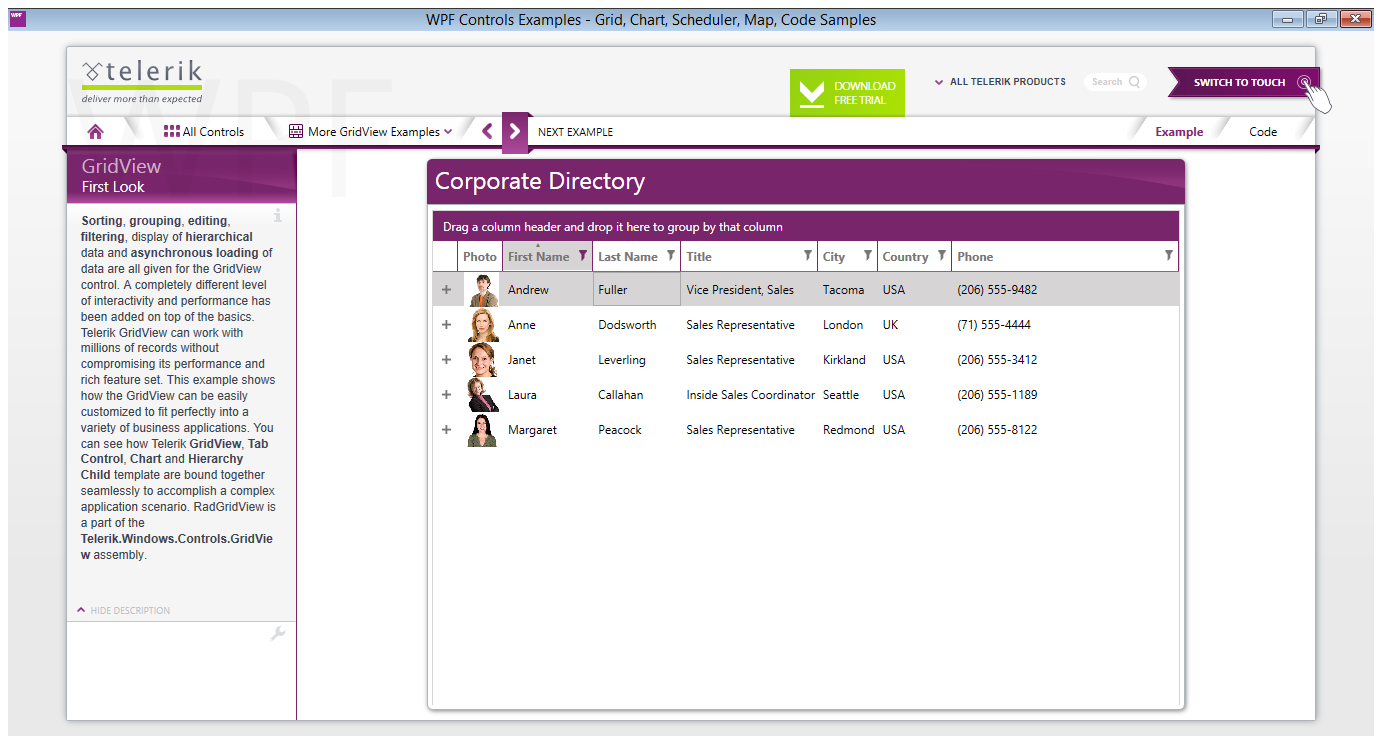 WPF
WPF Controls Examples - Grid, Chart, Scheduler, Map, Code Samples
WPF
telerik
deliver more than expected
DOWNLOAD
FREE TRIAL
ALL TELERIK PRODUCTS
Search
SWITCH TO TOUCH
All Controls
More GridView Examples
NEXT EXAMPLE
Example
Code
GridView
First Look
Sorting, grouping, editing,
filtering, display of hierarchical
data and asynchronous loading of
data are all given for the GridView
control. A completely different level
of interactivity and performance has
been added on top of the basics.
Telerik GridView can work with
millions of records without
compromising its performance and
rich feature set. This example shows
how the GridView can be easily
customized to fit perfectly into a
variety of business applications. You
can see how Telerik GridView, Tab
Control, Chart and Hierarchy
Child template are bound together
seamlessly to accomplish a complex
application scenario. RadGridView is
a part of the
Telerik.Windows.Controls.GridVie
w assembly.
HIDE DESCRIPTION
Corporate Directory
Drag a column header and drop it here to group by that column
Photo First Name Last Name Title City Country Phone
Andrew Fuller Vice President, Sales Tacoma USA (206) 555-9482
Anne Dodsworth Sales Representative London UK (71) 555-4444
Janet Leverling Sales Representative Kirkland USA (206) 555-3412
Laura Callahan Inside Sales Coordinator Seattle USA (206) 555-1189
Margaret Peacock Sales Representative Redmond USA (206) 555-8122